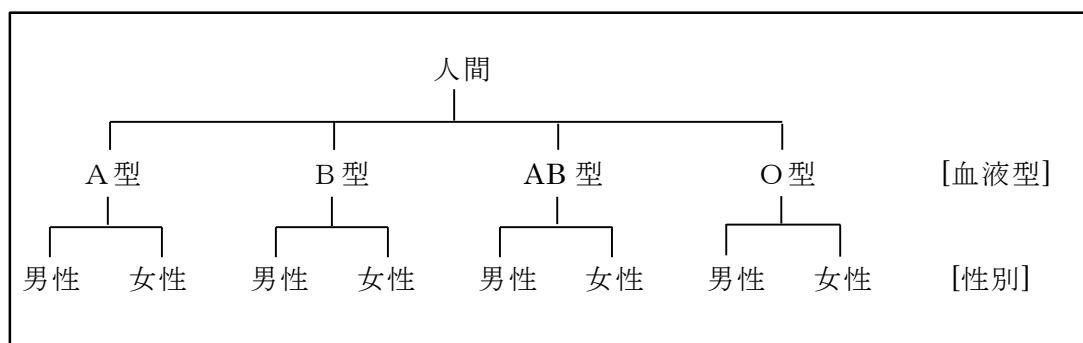 人間
A型 B型 AB型 O型 [血液型]
男性 女性 男性 女性 男性 女性 男性 女性 [性別]